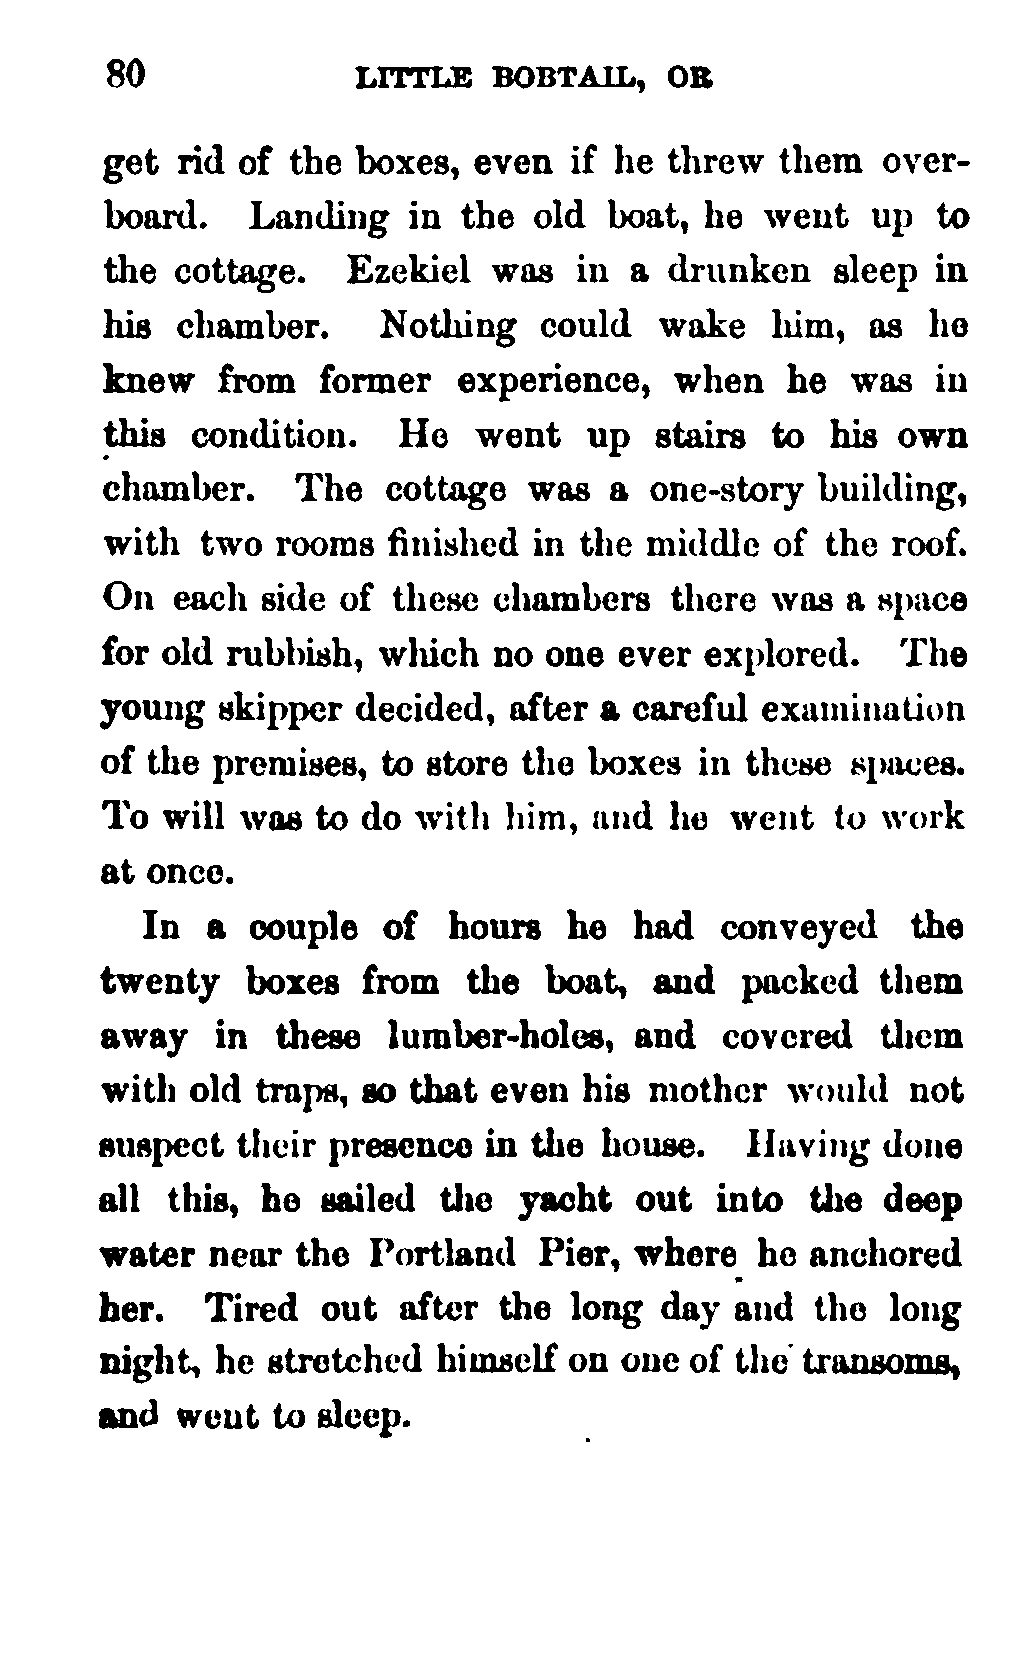 80 LITTLE BOBTAIL, OR
get rid of the boxes, even if he threw them over-
board. Landing in the old boat, he went up to
the cottage. Ezekiel was in a drunken sleep in
his chamber. Nothing could wake him, as he
knew from former experience, when he was in
this condition. He went up stairs to his own
chamber. The cottage was a one-story building,
with two rooms finished in the middle of the roof.
On each side of these chambers there was a space
for old rubbish, which no one ever explored. The
young skipper decided, after a careful examination
of the premises, to store the boxes in these spaces.
To will was to do with him, and he went to work
at once.
In a couple of hours he had conveyed the
twenty boxes from the boat, and packed them
away in these lumber-holes, and covered them
with old traps, so that even his mother would not
suspect their presence in the house. Having done
all this, he sailed the yacht out into the deep
water near the Portland Pier, where he anchored
her. Tired out after the long day and the long
night, he stretched himself on one of the transoms,
and went to sleep.